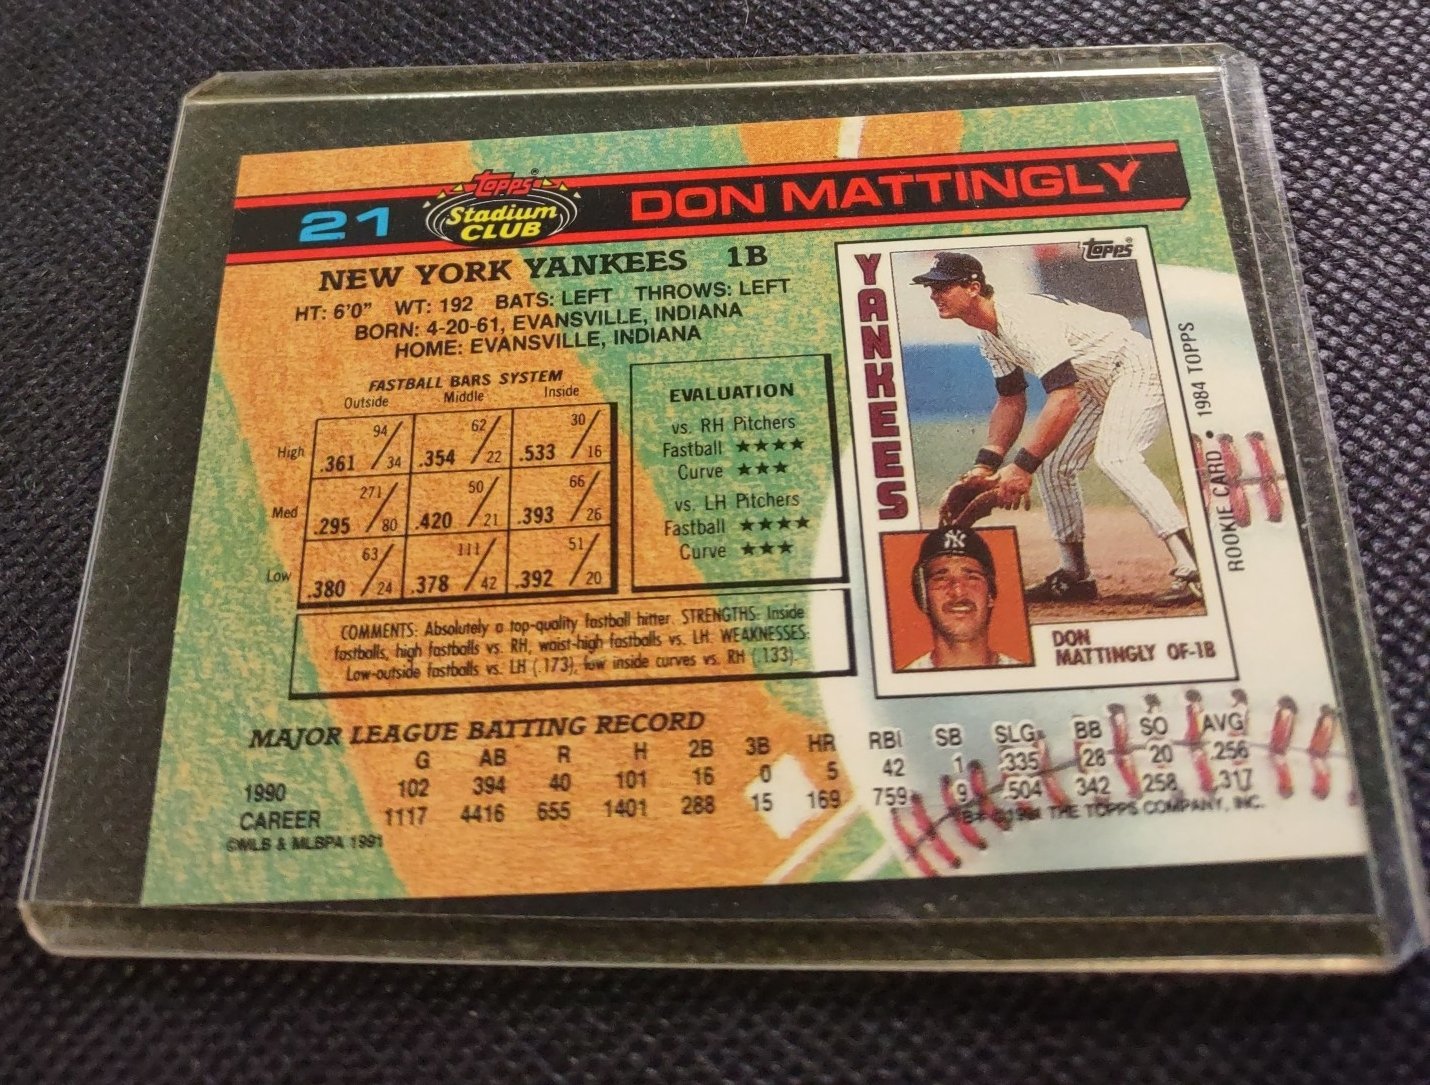 21 TOPPS® Stadium CLUB DON MATTINGLY
NEW YORK YANKEES 1B
HT: 6'0" WT: 192 BATS: LEFT THROWS: LEFT
BORN: 4-20-61, EVANSVILLE, INDIANA
HOME: EVANSVILLE, INDIANA
FASTBALL BARS SYSTEM
Outside Middle Inside
High .361 94/34 .354 62/22 .533 30/16
Med .295 271/80 .420 50/21 .393 66/26
Low .380 63/24 .378 111/42 .392 51/20
EVALUATION
vs. RH Pitchers
Fastball ★★★★
Curve ★★★
vs. LH Pitchers
Fastball ★★★★
Curve ★★★
COMMENTS: Absolutely a top-quality fastball hitter. STRENGTHS: Inside
fastballs, high fastballs vs. RH, waist-high fastballs vs. LH. WEAKNESSES:
Low-outside fastballs vs. LH (.173), low inside curves vs. RH (.133).
TOPPS®
YANKEES
NY
DON
MATTINGLY OF-1B
ROOKIE CARD • 1984 TOPPS
MAJOR LEAGUE BATTING RECORD
G AB R H 2B 3B HR RBI SB SLG. BB SO AVG
1990 102 394 40 101 16 0 5 42 1 .335 28 20 .256
CAREER 1117 4416 655 1401 288 15 169 759 9 .504 342 258 .317
©MLB & MLBPA 1991
THE TOPPS COMPANY, INC.